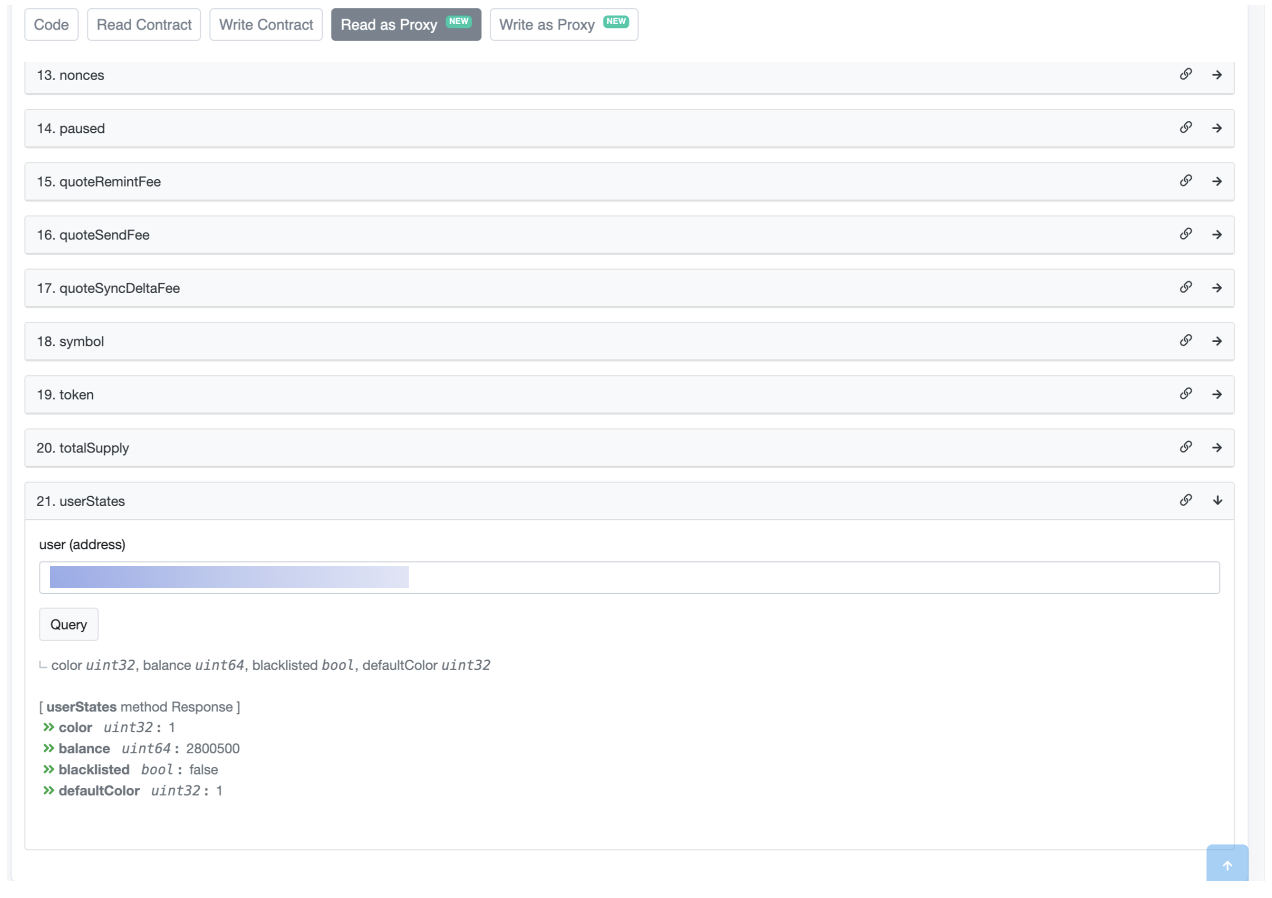 Code Read Contract Write Contract Read as Proxy NEW Write as Proxy NEW
13. nonces
14. paused
15. quoteRemintFee
16. quoteSendFee
17. quoteSyncDeltaFee
18. symbol
19. token
20. totalSupply
21. userStates
user (address)
Query
color uint32, balance uint64, blacklisted bool, defaultColor uint32
[ userStates method Response ]
color uint32 : 1
balance uint64 : 2800500
blacklisted bool : false
defaultColor uint32 : 1